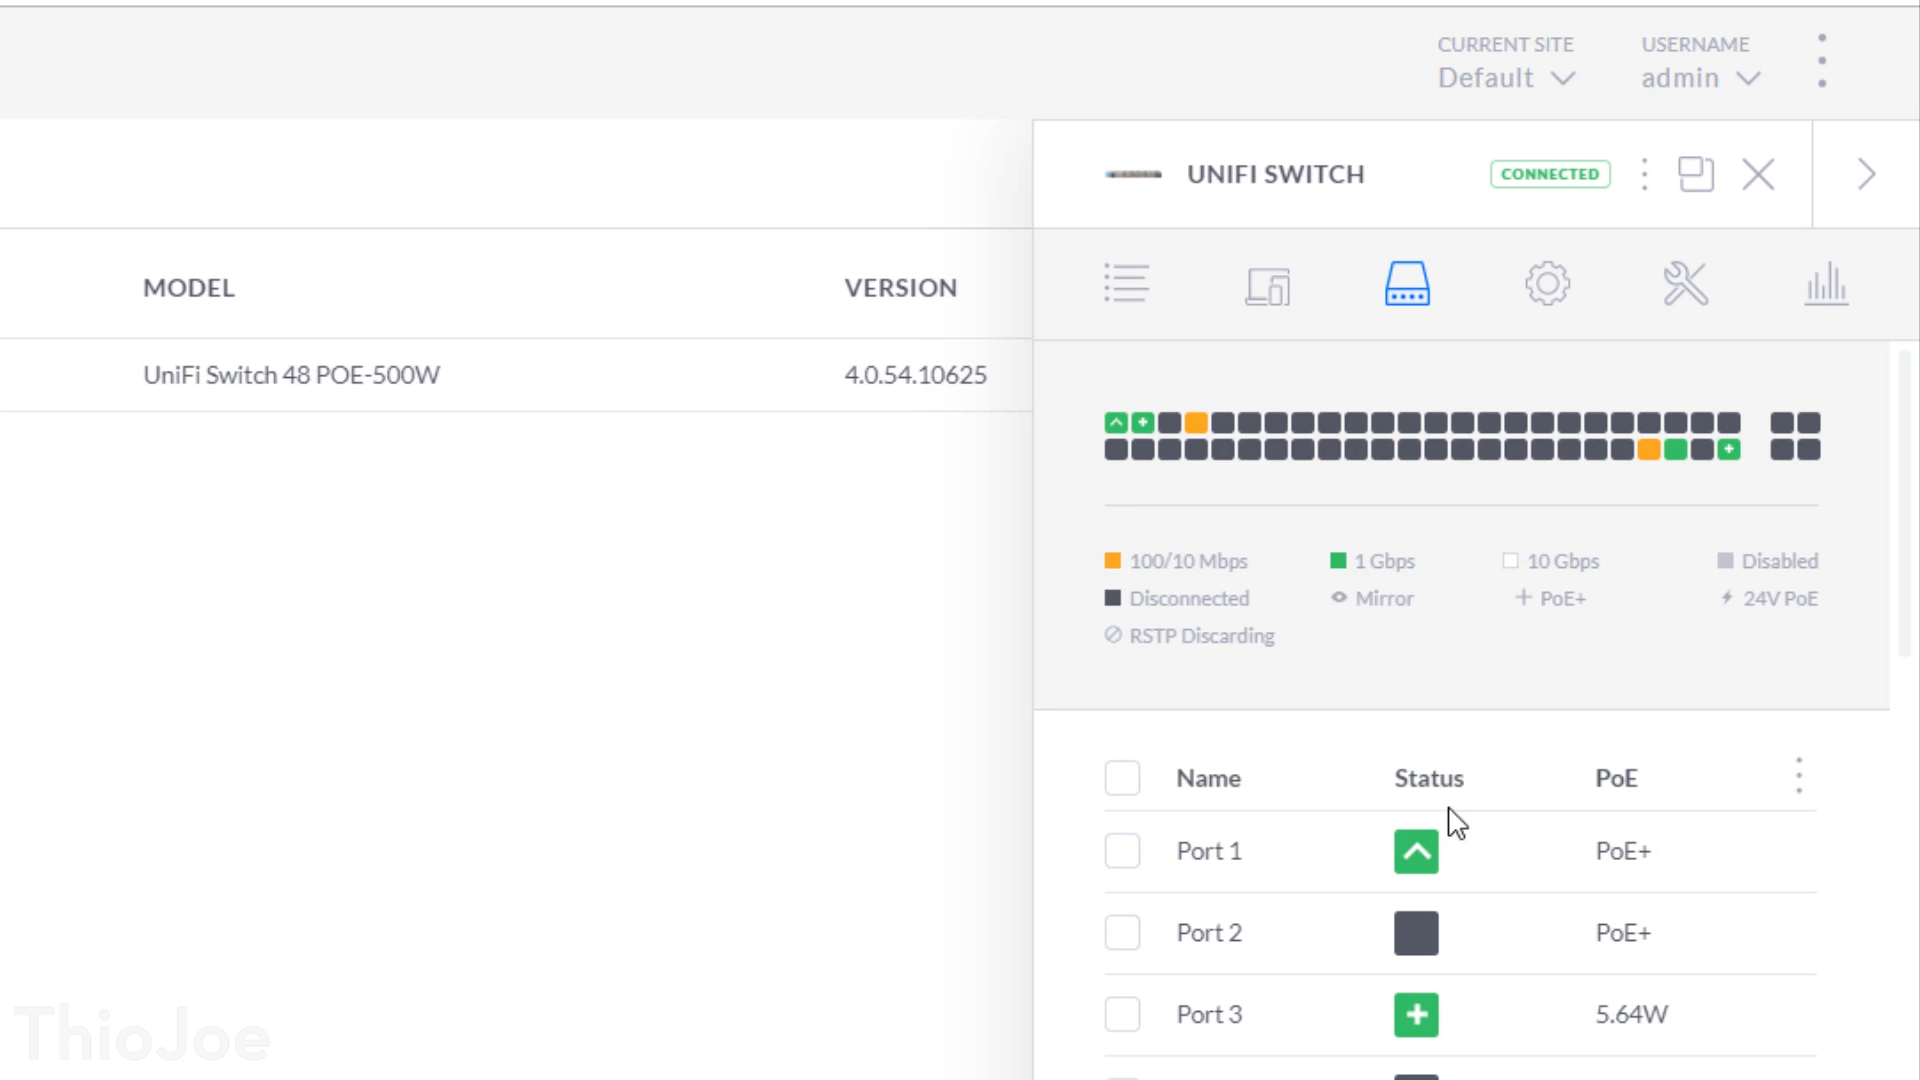 CURRENT SITE
Default
USERNAME
admin
UNIFI SWITCH
CONNECTED
MODEL
VERSION
UniFi Switch 48 POE-500W
4.0.54.10625
100/10 Mbps
1 Gbps
10 Gbps
Disabled
Disconnected
Mirror
PoE+
24V PoE
RSTP Discarding
Name
Status
PoE
Port 1
PoE+
Port 2
PoE+
Port 3
5.64W
ThioJoe